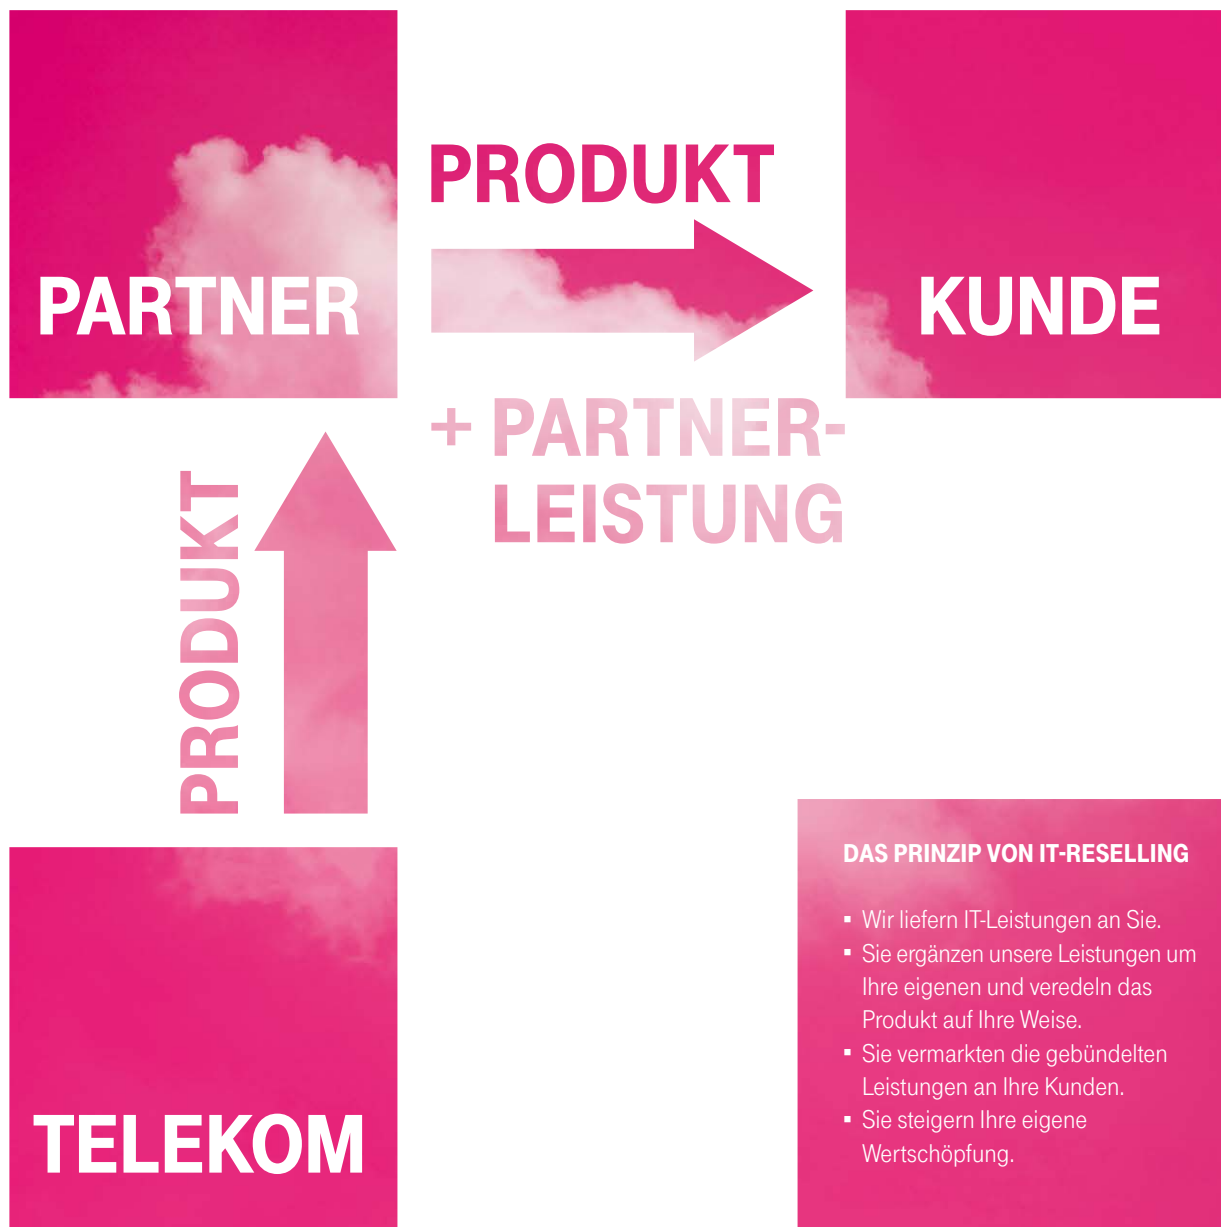 PRODUKT
PARTNER
KUNDE
+ PARTNER-
LEISTUNG
PRODUKT
TELEKOM
DAS PRINZIP VON IT-RESELLING
▪ Wir liefern IT-Leistungen an Sie.
▪ Sie ergänzen unsere Leistungen um
Ihre eigenen und veredeln das
Produkt auf Ihre Weise.
▪ Sie vermarkten die gebündelten
Leistungen an Ihre Kunden.
▪ Sie steigern Ihre eigene
Wertschöpfung.